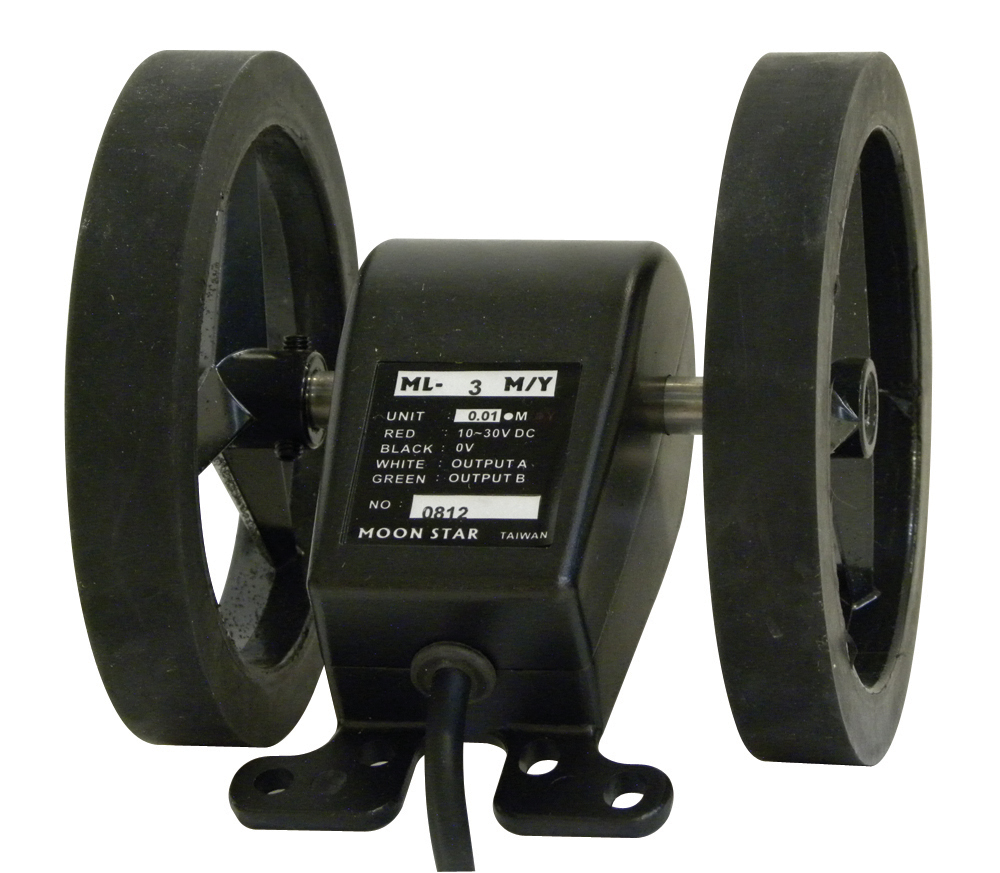 ML- 3 M/Y
UNIT : 0.01 ●M
RED : 10~30V DC
BLACK : 0V
WHITE : OUTPUT A
GREEN : OUTPUT B
NO : 0812
MOON STAR TAIWAN